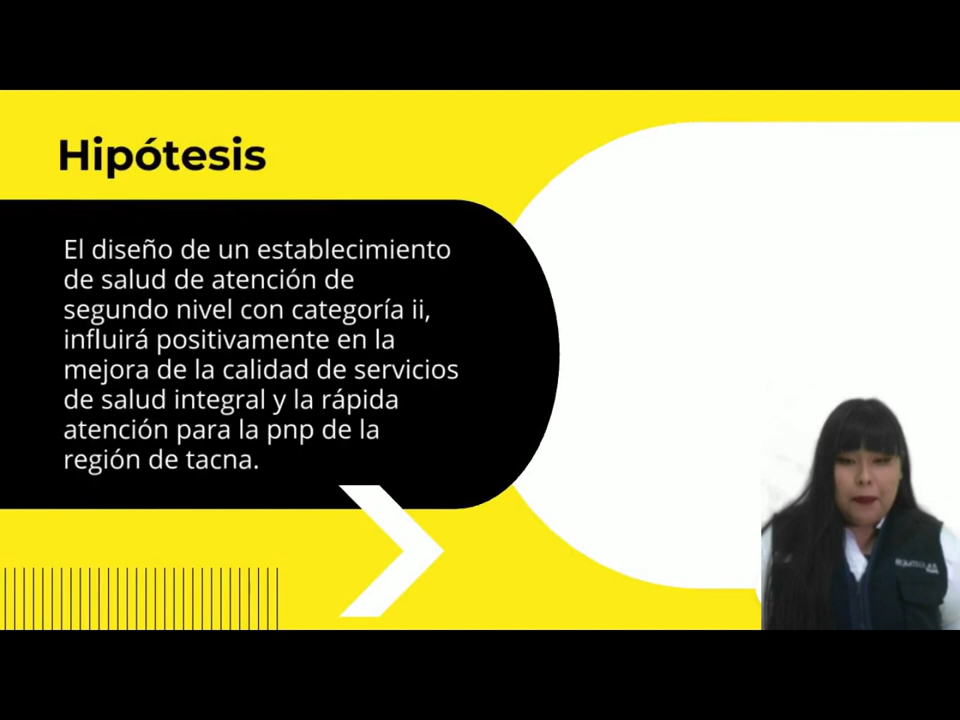 Hipótesis
El diseño de un establecimiento
de salud de atención de
segundo nivel con categoría ii,
influirá positivamente en la
mejora de la calidad de servicios
de salud integral y la rápida
atención para la pnp de la
región de tacna.